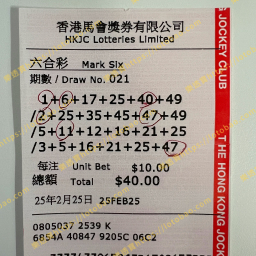 香港馬會獎券有限公司
HKJC Lotteries Limited
六合彩 Mark Six
期數 / Draw No. 021
1+6+17+25+40+49
/2+25+35+45+47+49
/5+11+12+16+21+25
/3+5+16+21+25+47
每注 Unit Bet $10.00
總額 Total $40.00
25年2月25日 25FEB25
0805037 2539 K
6854A 40847 9205C 06C2
JOCKEY CLUB
THE HONG KONG JOCKEY